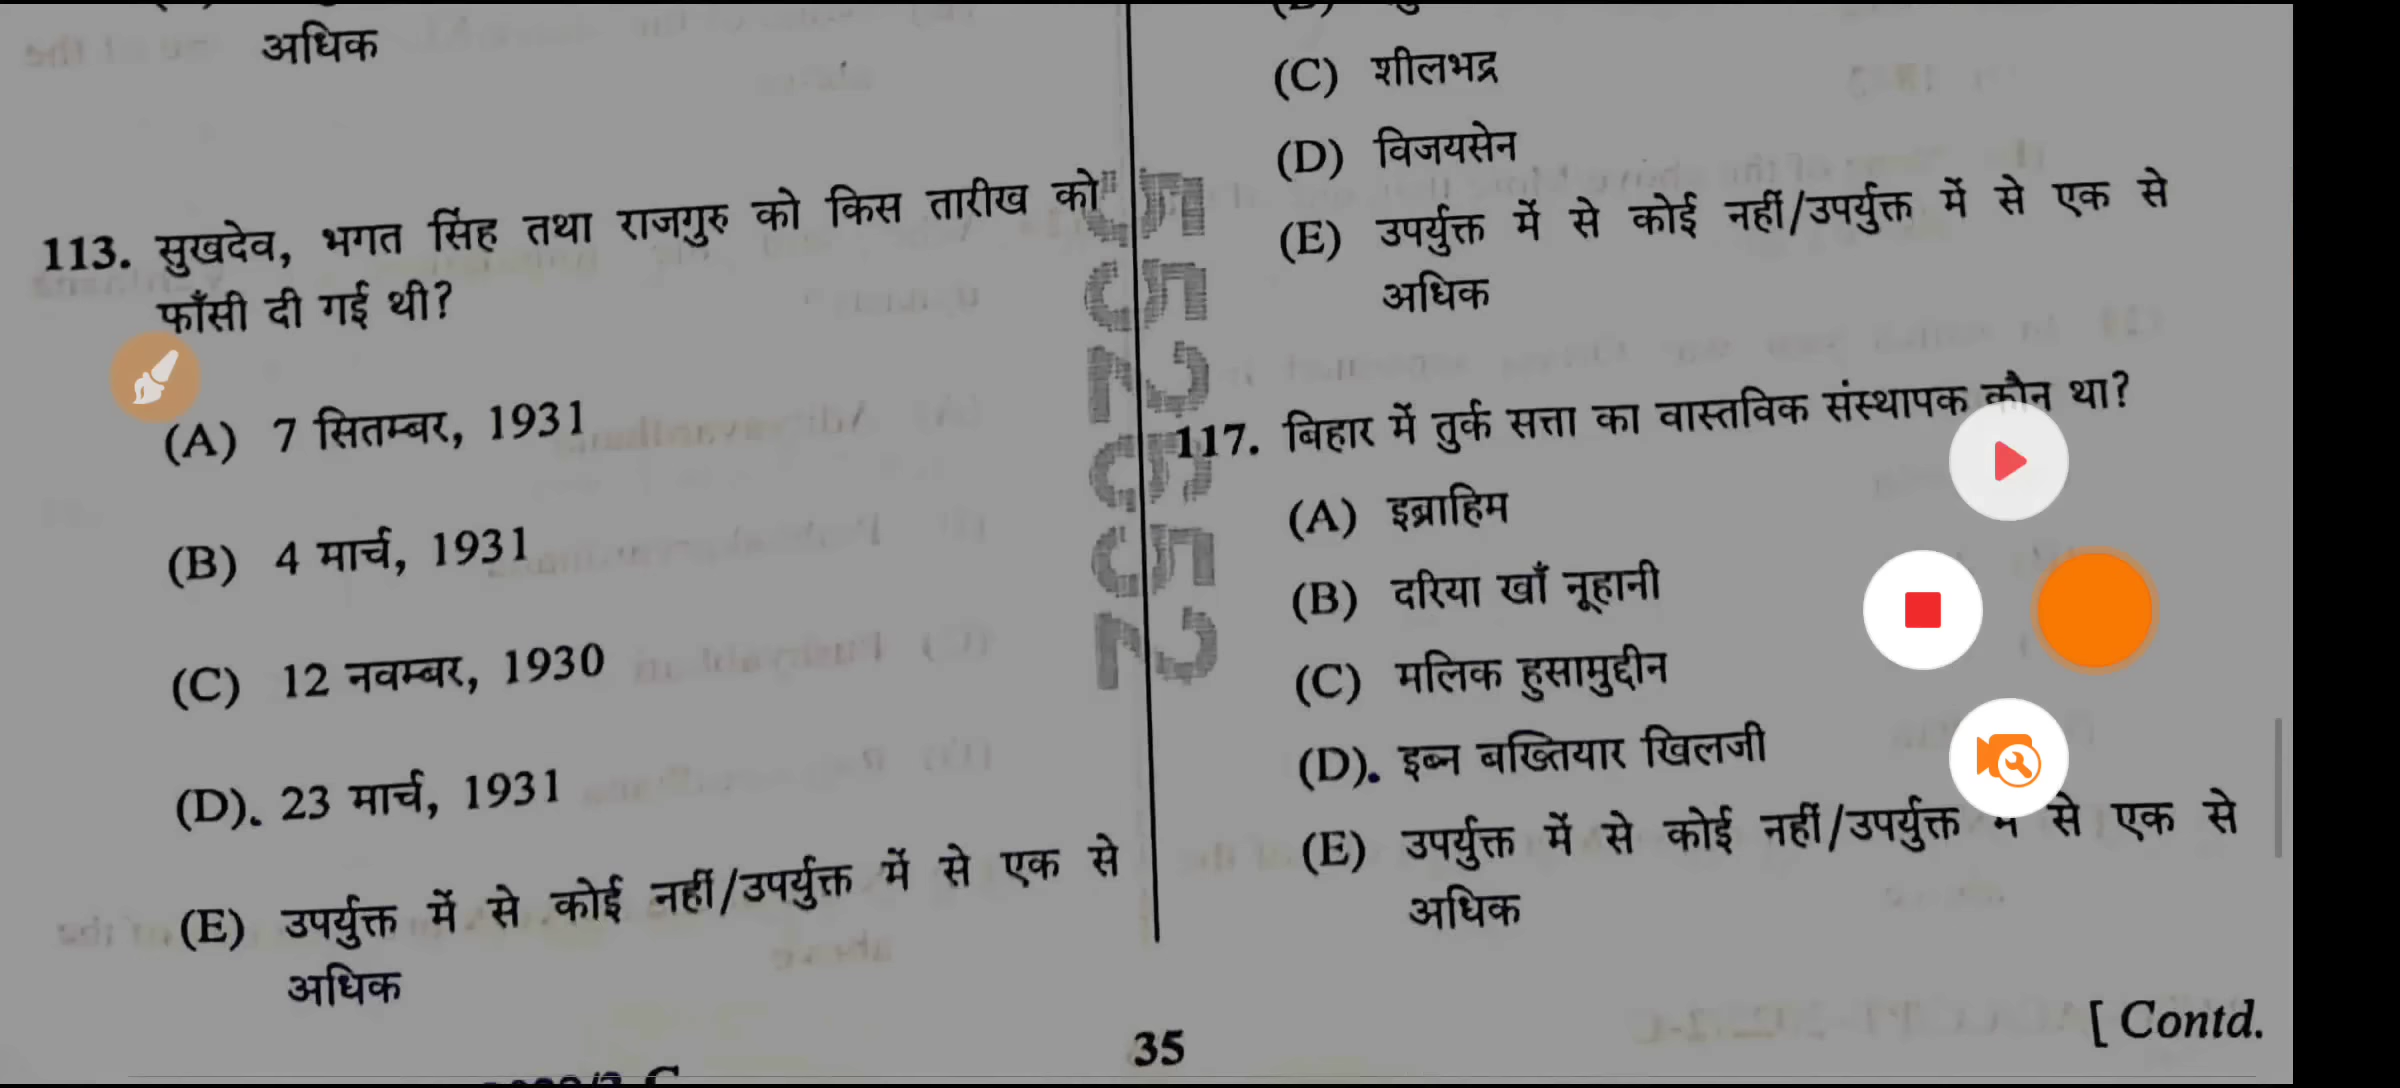 अधिक
113. सुखदेव, भगत सिंह तथा राजगुरु को किस तारीख को
फाँसी दी गई थी?
(A) 7 सितम्बर, 1931
(B) 4 मार्च, 1931
(C) 12 नवम्बर, 1930
(D). 23 मार्च, 1931
(E) उपर्युक्त में से कोई नहीं/उपर्युक्त में से एक से
अधिक
(C) शीलभद्र
(D) विजयसेन
(E) उपर्युक्त में से कोई नहीं/उपर्युक्त में से एक से
अधिक
117. बिहार में तुर्क सत्ता का वास्तविक संस्थापक कौन था?
(A) इब्राहिम
(B) दरिया खाँ नूहानी
(C) मलिक हुसामुद्दीन
(D). इब्न बख्तियार खिलजी
(E) उपर्युक्त में से कोई नहीं/उपर्युक्त में से एक से
अधिक
35
[ Contd.